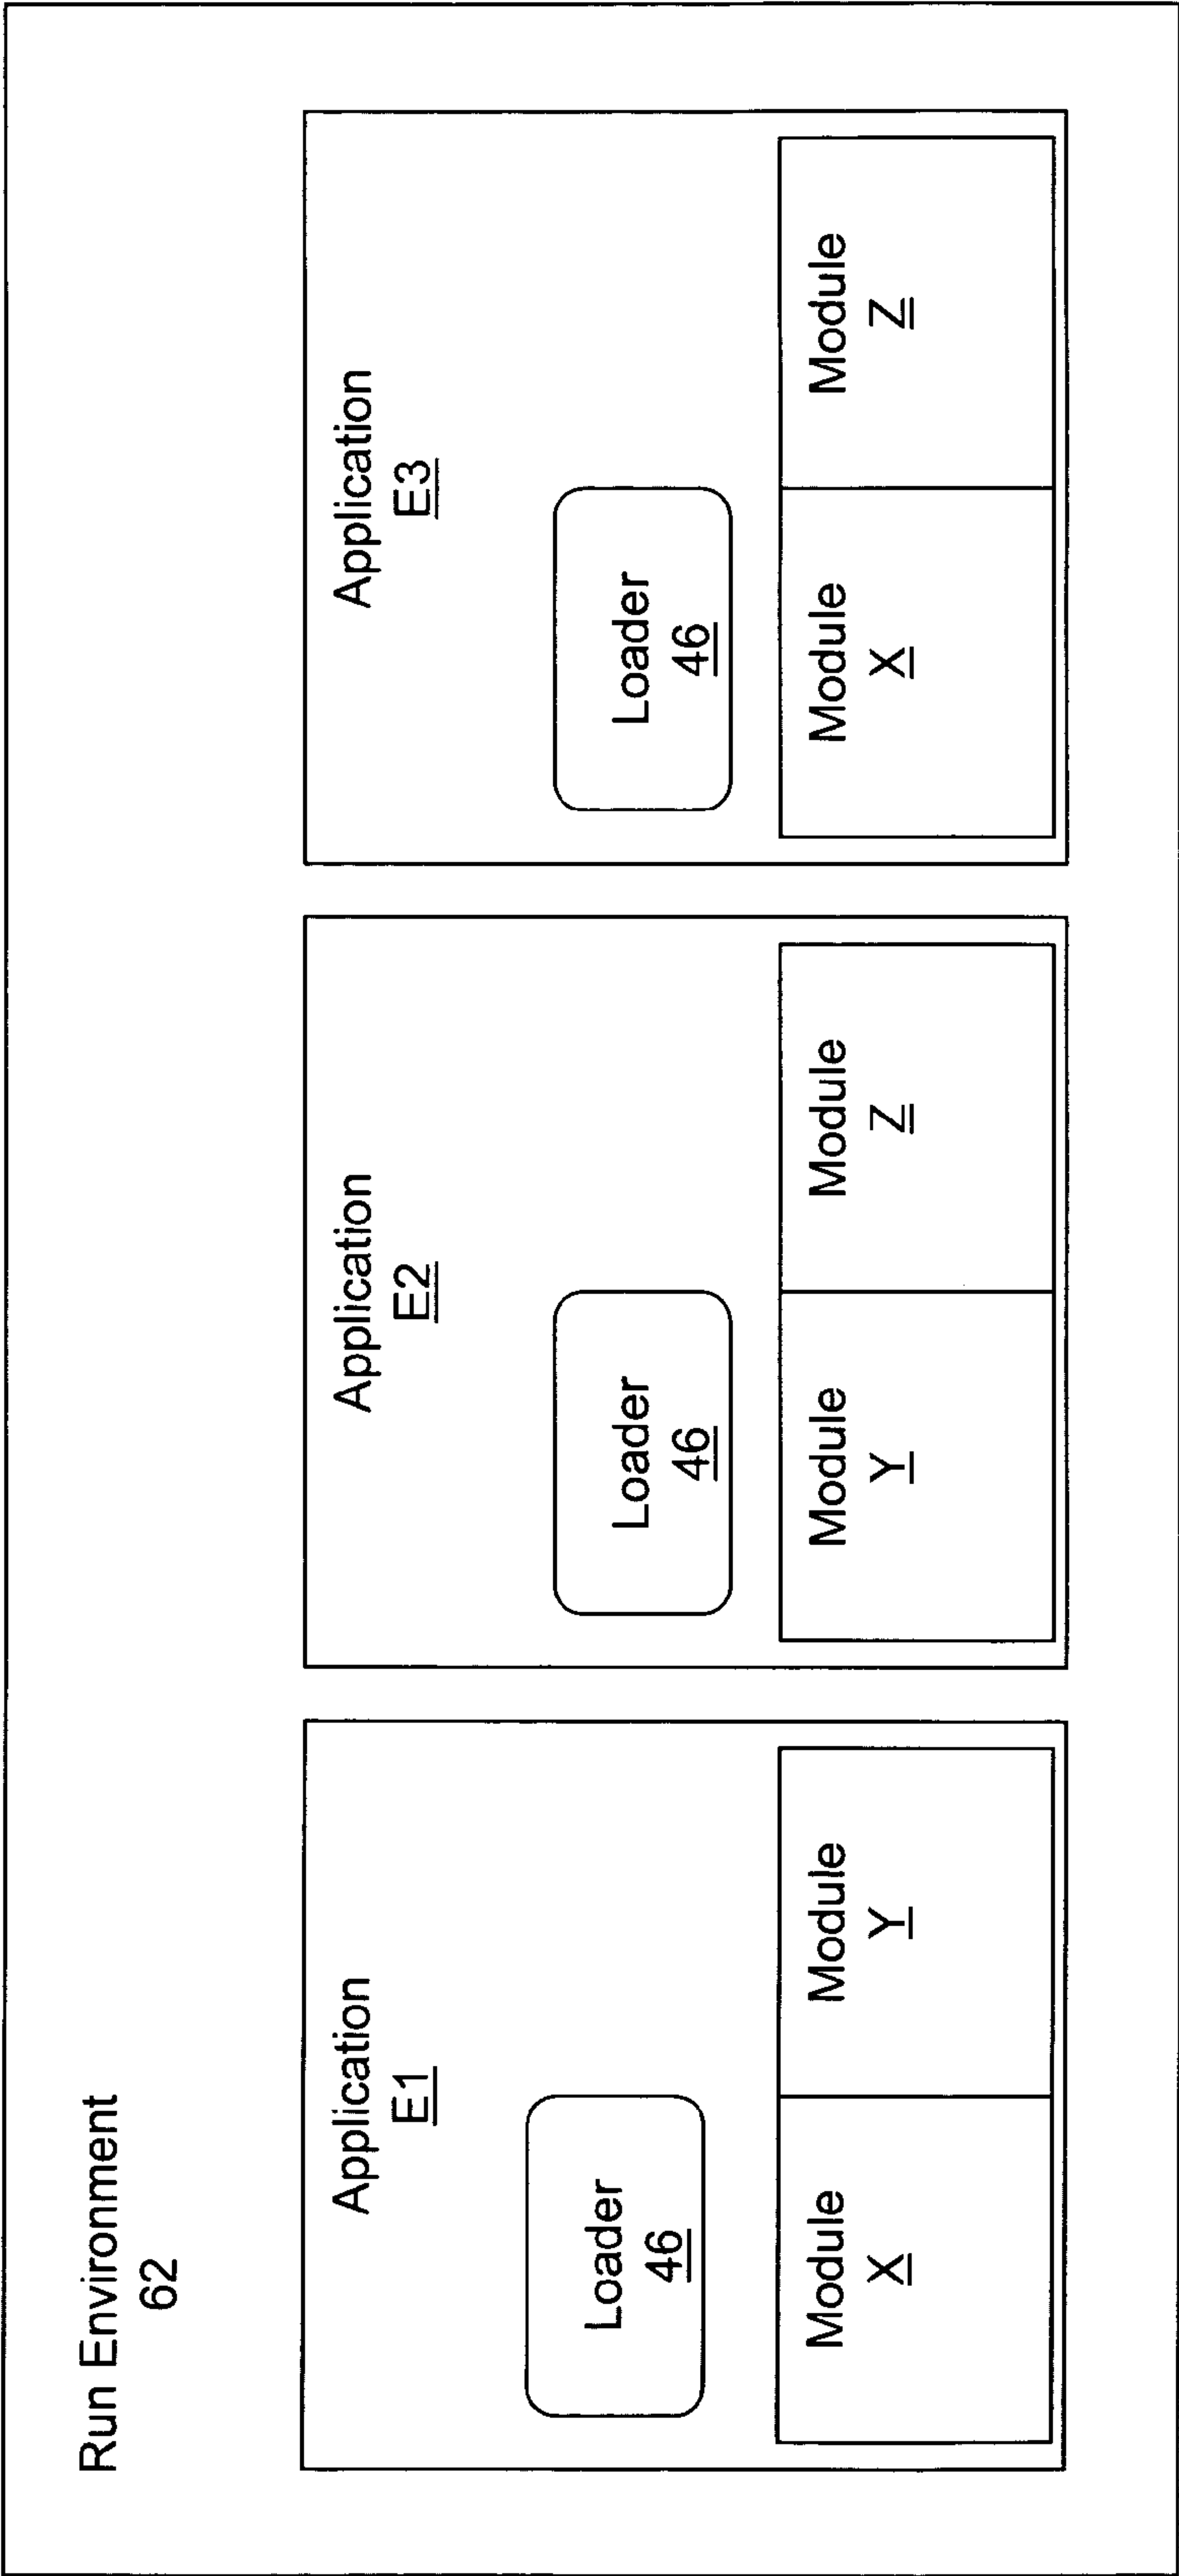 Run Environment
62
Application
E1
Loader
46
Module
X
Module
Y
Application
E2
Loader
46
Module
Y
Module
Z
Application
E3
Loader
46
Module
X
Module
Z